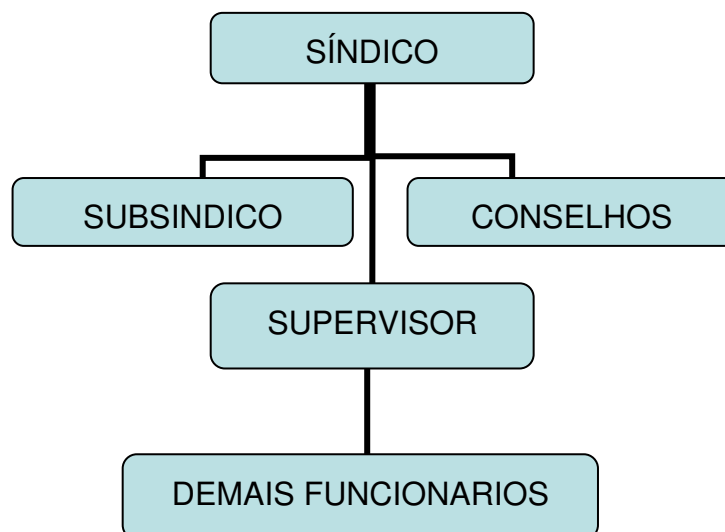 SÍNDICO
SUBSINDICO
CONSELHOS
SUPERVISOR
DEMAIS FUNCIONARIOS